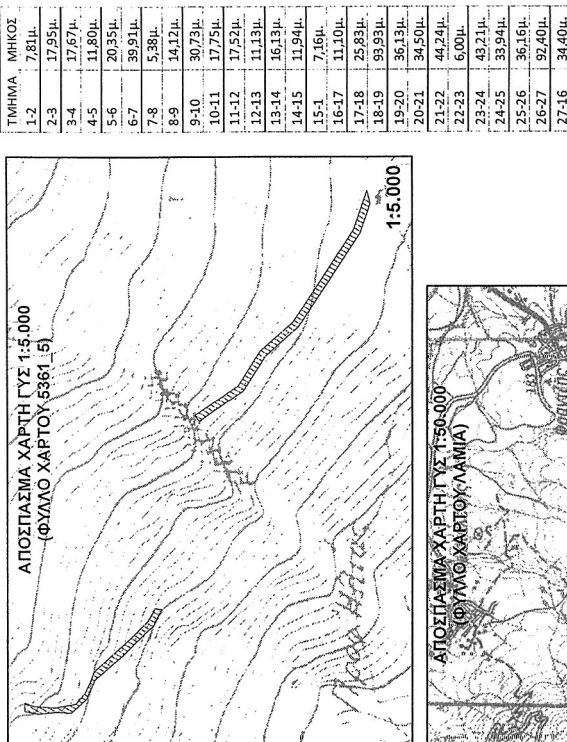 ΤΜΗΜΑ ΜΗΚΟΣ
1-2 7,81μ.
2-3 17,95μ.
3-4 17,67μ.
4-5 11,80μ.
5-6 20,35μ.
6-7 39,91μ.
7-8 5,38μ.
8-9 14,12μ.
9-10 30,73μ.
10-11 17,75μ.
11-12 17,52μ.
12-13 11,13μ.
13-14 16,13μ.
14-15 11,94μ.
15-1 7,16μ.
16-17 11,10μ.
17-18 25,83μ.
18-19 93,93μ.
19-20 36,13μ.
20-21 34,50μ.
21-22 44,24μ.
22-23 6,00μ.
23-24 43,21μ.
24-25 33,94μ.
25-26 36,16μ.
26-27 92,40μ.
27-16 34,40μ.
ΑΠΟΣΠΑΣΜΑ ΧΑΡΤΗ ΓΥΣ 1:5.000
(ΦΥΛΛΟ ΧΑΡΤΟΥ 5361_5)
1:5.000
ΑΠΟΣΠΑΣΜΑ ΧΑΡΤΗ ΓΥΣ 1:50.000
(ΦΥΛΛΟ ΧΑΡΤΟΥ ΛΑΜΙΑ)